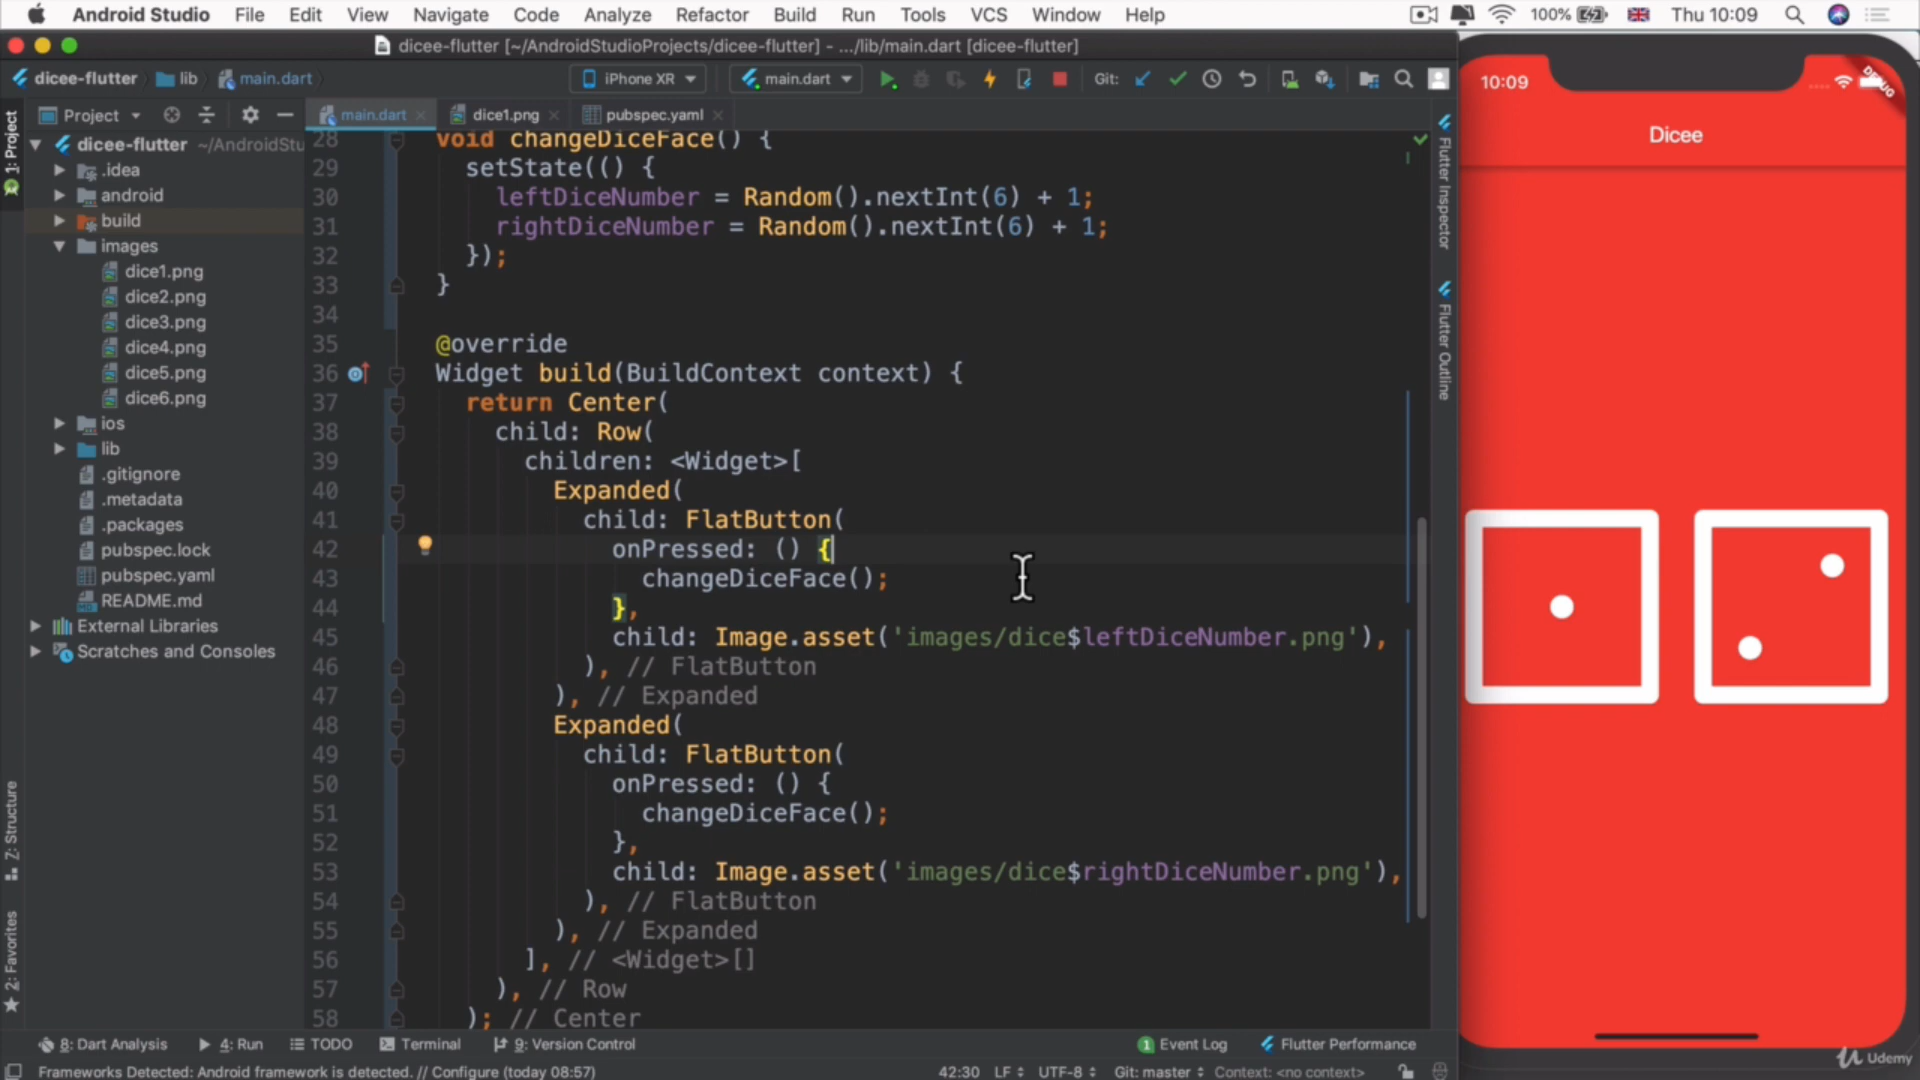 Android Studio File Edit View Navigate Code Analyze Refactor Build Run Tools VCS Window Help 100% Thu 10:09
dicee-flutter [~/AndroidStudioProjects/dicee-flutter] - .../lib/main.dart [dicee-flutter]
dicee-flutter lib main.dart iPhone XR main.dart Git:
Project main.dart dice1.png pubspec.yaml
1: Project
dicee-flutter ~/AndroidStu
.idea
android
build
images
dice1.png
dice2.png
dice3.png
dice4.png
dice5.png
dice6.png
ios
lib
.gitignore
.metadata
.packages
pubspec.lock
pubspec.yaml
README.md
External Libraries
Scratches and Consoles
Z: Structure
2: Favorites
28 void changeDiceFace() {
29 setState(() {
30 leftDiceNumber = Random().nextInt(6) + 1;
31 rightDiceNumber = Random().nextInt(6) + 1;
32 });
33 }
34
35 @override
36 Widget build(BuildContext context) {
37 return Center(
38 child: Row(
39 children: <Widget>[
40 Expanded(
41 child: FlatButton(
42 onPressed: () {
43 changeDiceFace();
44 },
45 child: Image.asset('images/dice$leftDiceNumber.png'),
46 ), // FlatButton
47 ), // Expanded
48 Expanded(
49 child: FlatButton(
50 onPressed: () {
51 changeDiceFace();
52 },
53 child: Image.asset('images/dice$rightDiceNumber.png'),
54 ), // FlatButton
55 ), // Expanded
56 ], // <Widget>[]
57 ), // Row
58 ); // Center
Flutter Inspector
Flutter Outline
10:09
DEBUG
Dicee
8: Dart Analysis 4: Run TODO Terminal 9: Version Control 1 Event Log Flutter Performance
Frameworks Detected: Android framework is detected. // Configure (today 08:57) 42:30 LF UTF-8 Git: master Context: <no context>
Udemy